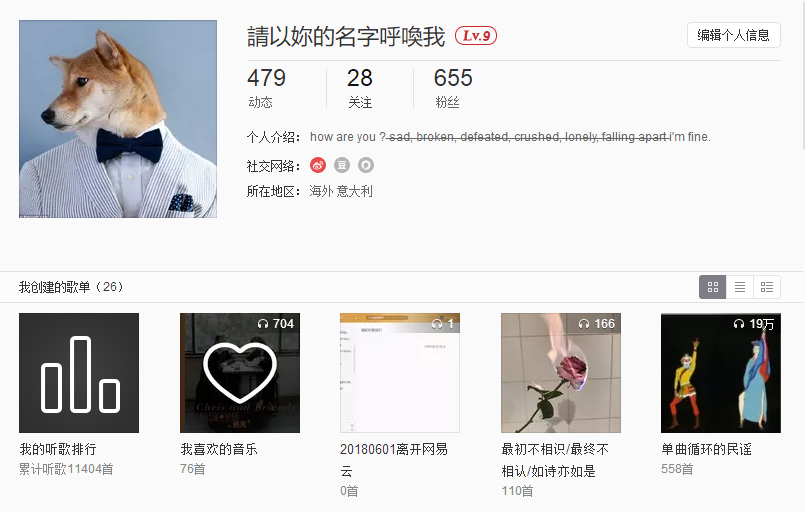 請以妳的名字呼喚我 Lv.9
编辑个人信息
479 28 655
动态 关注 粉丝
个人介绍： how are you ? sad, broken, defeated, crushed, lonely, falling apart i'm fine.
社交网络： 豆
所在地区： 海外 意大利
我创建的歌单（26）
704 1 166 19万
Chris and Friends
我的听歌排行
累计听歌11404首
我喜欢的音乐
76首
20180601离开网易
云
0首
最初不相识/最终不
相认/如诗亦如是
110首
单曲循环的民谣
558首